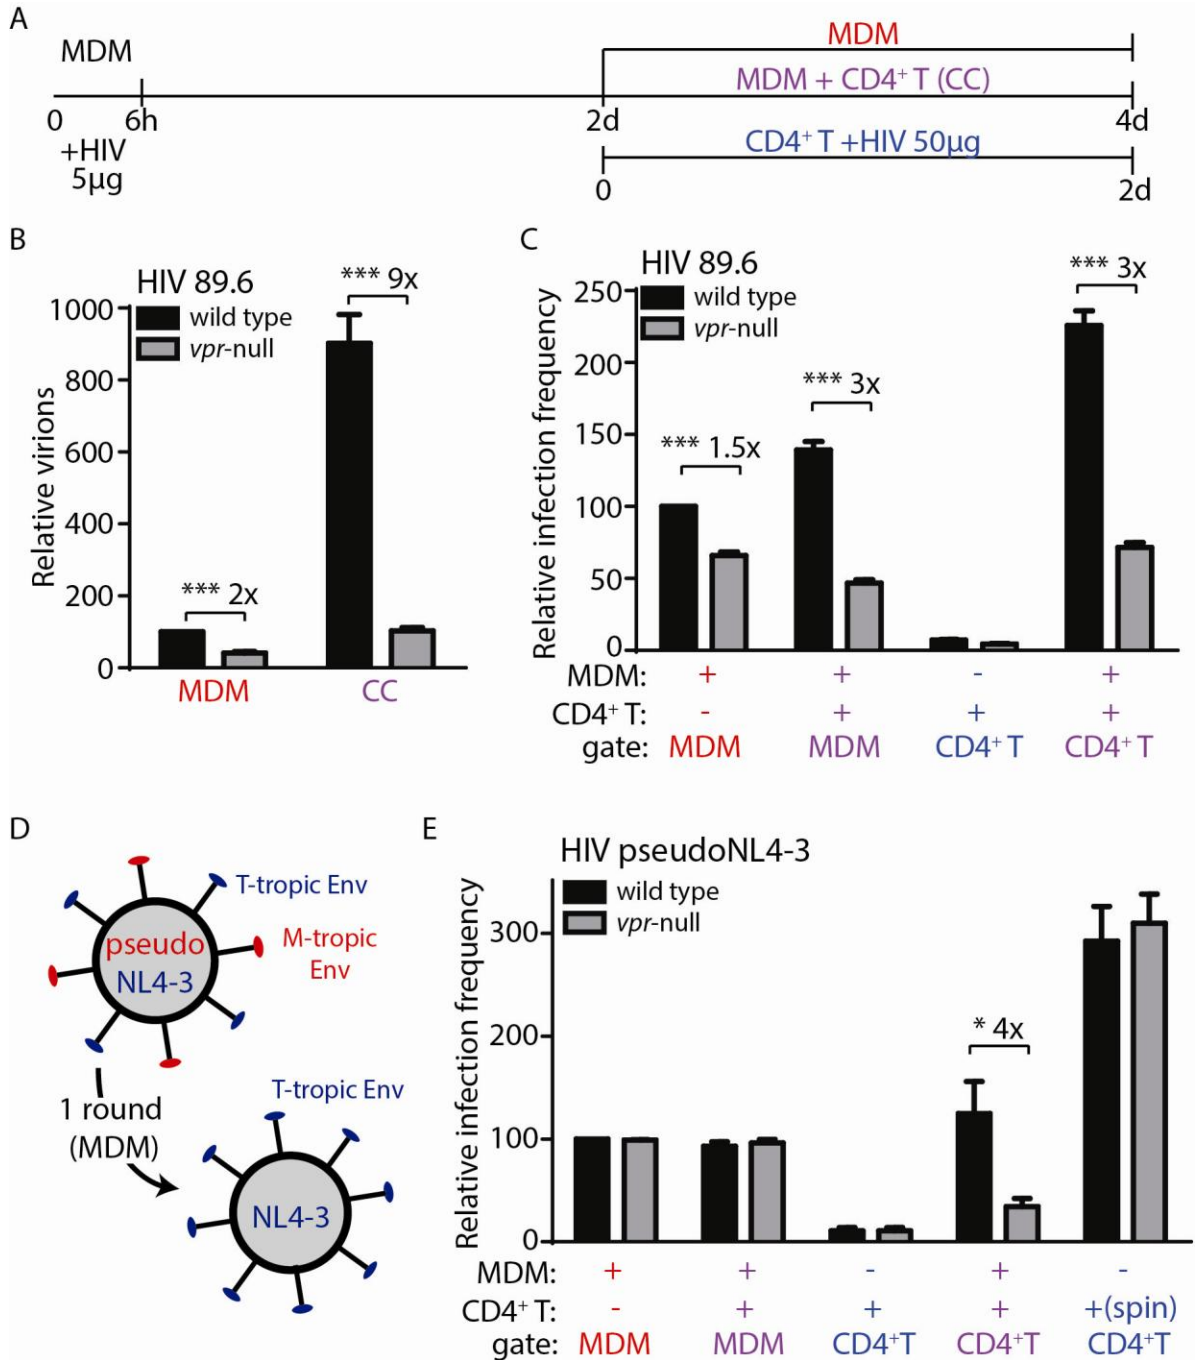 A
MDM
MDM
MDM + CD4⁺ T (CC)
0
6h
2d
4d
+HIV
5µg
CD4⁺ T +HIV 50µg
0
2d
B
HIV 89.6
wild type
vpr-null
*** 9x
*** 2x
Relative virions
1000
800
600
400
200
0
MDM
CC
C
HIV 89.6
wild type
vpr-null
*** 1.5x
*** 3x
*** 3x
Relative infection frequency
250
200
150
100
50
0
MDM: + + - +
CD4⁺ T: - + + +
gate: MDM MDM CD4⁺ T CD4⁺ T
D
T-tropic Env
pseudo
NL4-3
M-tropic
Env
1 round
(MDM)
T-tropic Env
NL4-3
E
HIV pseudoNL4-3
wild type
vpr-null
* 4x
Relative infection frequency
300
200
100
0
MDM: + + - + -
CD4⁺ T: - + + + +(spin)
gate: MDM MDM CD4⁺T CD4⁺T CD4⁺T